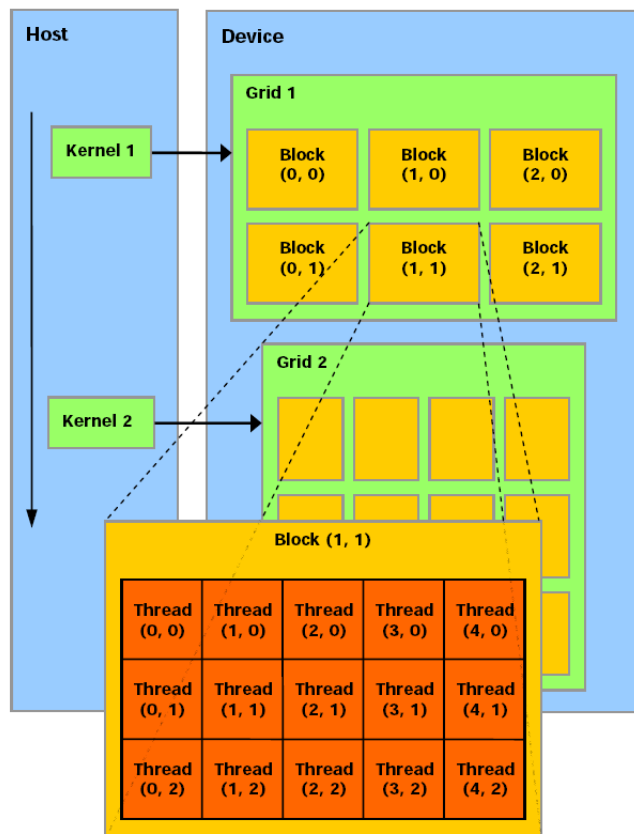 Host
Device
Grid 1
Kernel 1
Block
(0, 0)
Block
(1, 0)
Block
(2, 0)
Block
(0, 1)
Block
(1, 1)
Block
(2, 1)
Grid 2
Kernel 2
Block (1, 1)
Thread
(0, 0)
Thread
(1, 0)
Thread
(2, 0)
Thread
(3, 0)
Thread
(4, 0)
Thread
(0, 1)
Thread
(1, 1)
Thread
(2, 1)
Thread
(3, 1)
Thread
(4, 1)
Thread
(0, 2)
Thread
(1, 2)
Thread
(2, 2)
Thread
(3, 2)
Thread
(4, 2)